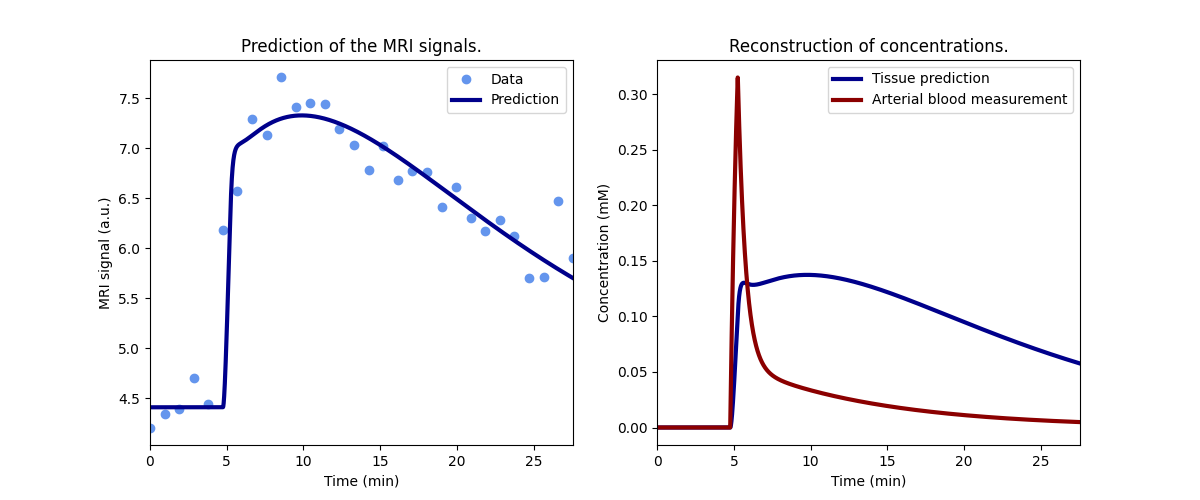 Prediction of the MRI signals.
MRI signal (a.u.)
7.5
7.0
6.5
6.0
5.5
5.0
4.5
Data
Prediction
0 5 10 15 20 25
Time (min)
Reconstruction of concentrations.
Concentration (mM)
0.30
0.25
0.20
0.15
0.10
0.05
0.00
Tissue prediction
Arterial blood measurement
0 5 10 15 20 25
Time (min)